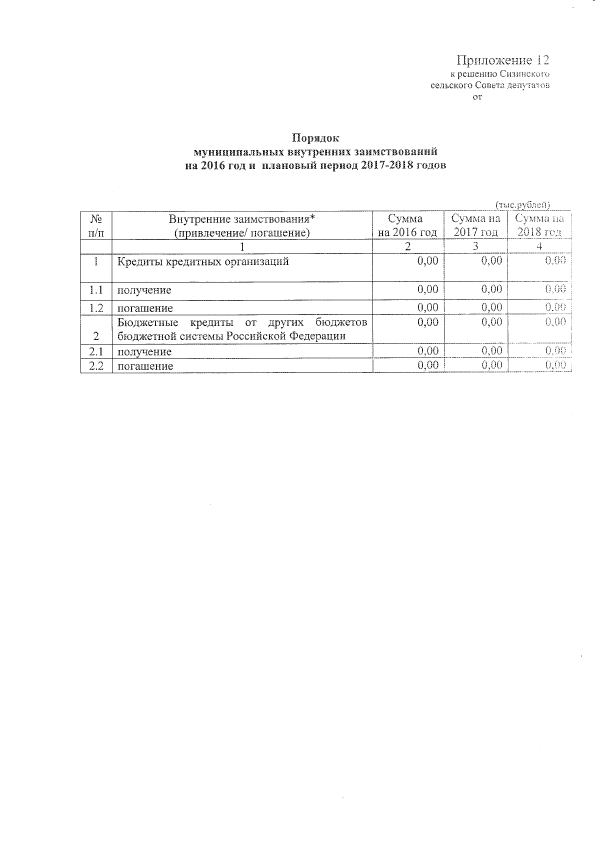 Приложение 12
к решению Сизинского
сельского Совета депутатов
от
Порядок
муниципальных внутренних заимствований
на 2016 год и плановый период 2017-2018 годов
(тыс.рублей)
№ п/п Внутренние заимствования* (привлечение/ погашение) Сумма на 2016 год Сумма на 2017 год Сумма на 2018 год
1 2 3 4
1 Кредиты кредитных организаций 0,00 0,00 0,00
1.1 получение 0,00 0,00 0,00
1.2 погашение 0,00 0,00 0,00
2 Бюджетные кредиты от других бюджетов бюджетной системы Российской Федерации 0,00 0,00 0,00
2.1 получение 0,00 0,00 0,00
2.2 погашение 0,00 0,00 0,00